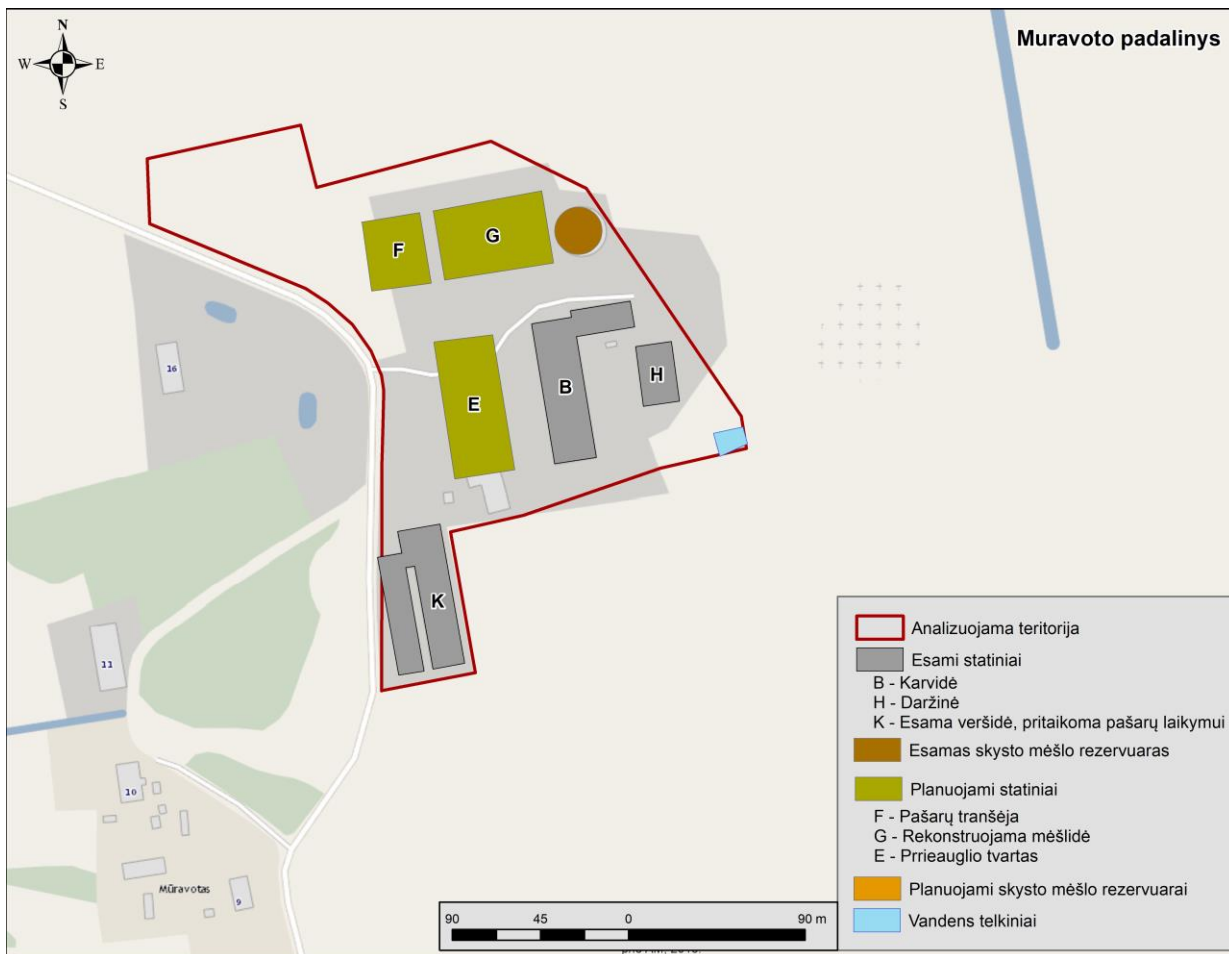 Muravoto padalinys
N
W E
S
F
G
16
E
B
H
K
11
10
Mūravotas
9
Analizuojama teritorija
Esami statiniai
B - Karvidė
H - Daržinė
K - Esama veršidė, pritaikoma pašarų laikymui
Esamas skysto mėšlo rezervuaras
Planuojami statiniai
F - Pašarų tranšėja
G - Rekonstruojama mėšlidė
E - Prrieauglio tvartas
Planuojami skysto mėšlo rezervuarai
Vandens telkiniai
90 45 0 90 m